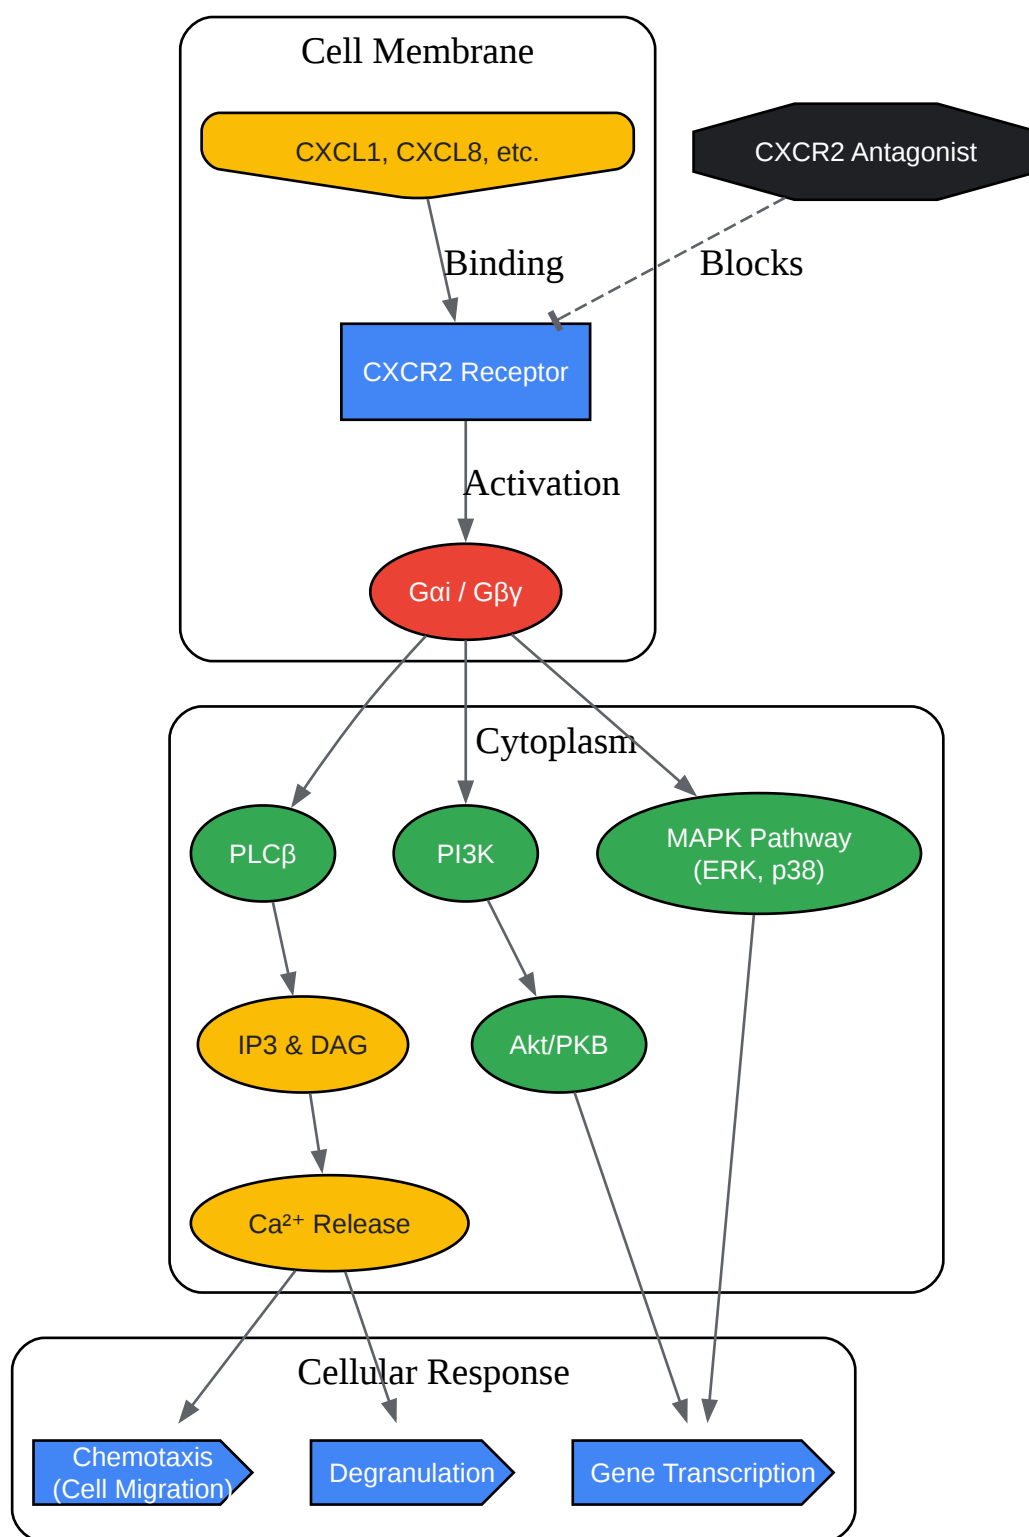 Cell Membrane
CXCL1, CXCL8, etc.
CXCR2 Antagonist
Binding
Blocks
CXCR2 Receptor
Activation
Gαi / Gβγ
Cytoplasm
PLCβ
PI3K
MAPK Pathway
(ERK, p38)
IP3 & DAG
Akt/PKB
Ca²⁺ Release
Cellular Response
Chemotaxis
(Cell Migration)
Degranulation
Gene Transcription